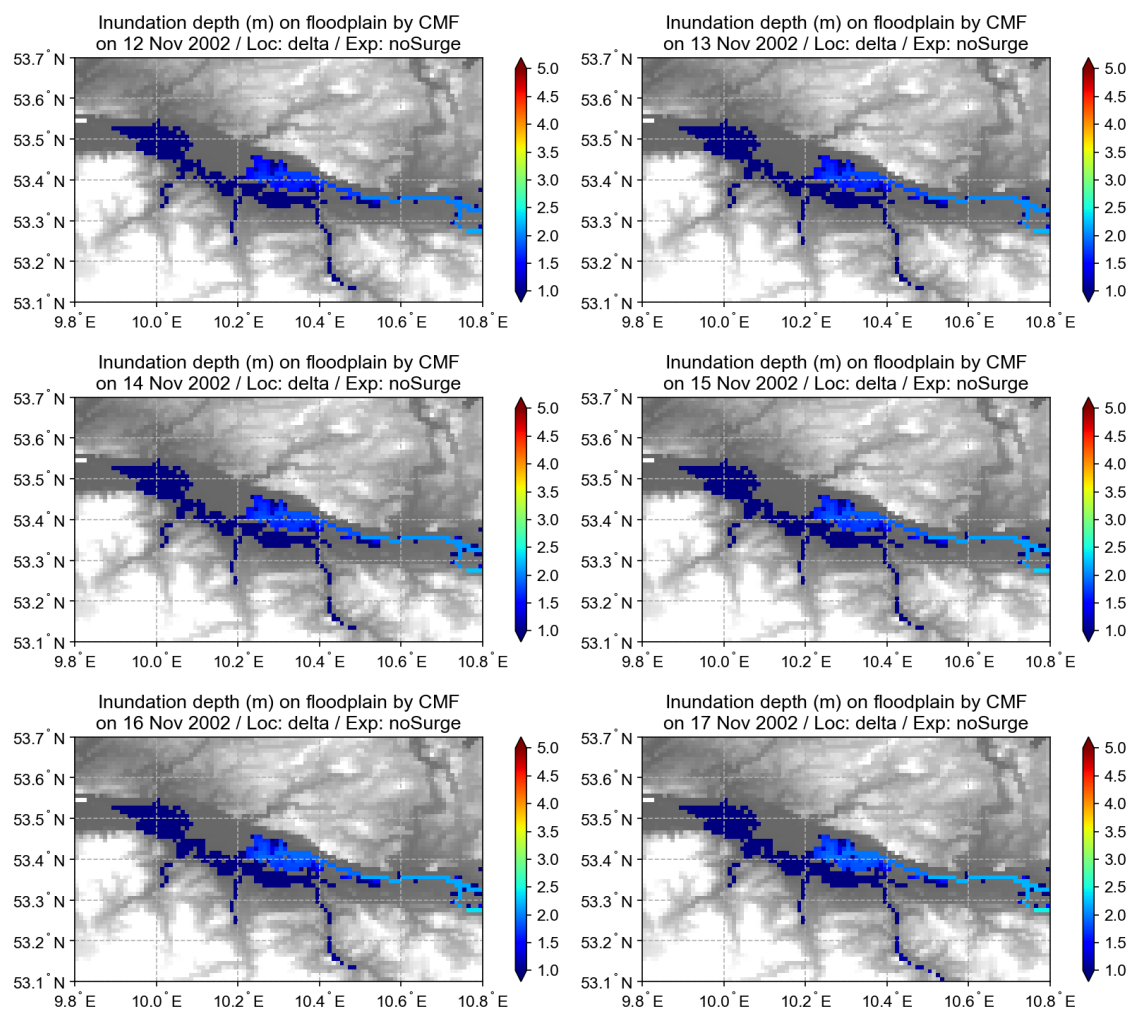 Inundation depth (m) on floodplain by CMF
on 12 Nov 2002 / Loc: delta / Exp: noSurge
53.7° N
53.6° N
53.5° N
53.4° N
53.3° N
53.2° N
53.1° N
9.8° E 10.0° E 10.2° E 10.4° E 10.6° E 10.8° E
5.0
4.5
4.0
3.5
3.0
2.5
2.0
1.5
1.0
Inundation depth (m) on floodplain by CMF
on 13 Nov 2002 / Loc: delta / Exp: noSurge
53.7° N
53.6° N
53.5° N
53.4° N
53.3° N
53.2° N
53.1° N
9.8° E 10.0° E 10.2° E 10.4° E 10.6° E 10.8° E
5.0
4.5
4.0
3.5
3.0
2.5
2.0
1.5
1.0
Inundation depth (m) on floodplain by CMF
on 14 Nov 2002 / Loc: delta / Exp: noSurge
53.7° N
53.6° N
53.5° N
53.4° N
53.3° N
53.2° N
53.1° N
9.8° E 10.0° E 10.2° E 10.4° E 10.6° E 10.8° E
5.0
4.5
4.0
3.5
3.0
2.5
2.0
1.5
1.0
Inundation depth (m) on floodplain by CMF
on 15 Nov 2002 / Loc: delta / Exp: noSurge
53.7° N
53.6° N
53.5° N
53.4° N
53.3° N
53.2° N
53.1° N
9.8° E 10.0° E 10.2° E 10.4° E 10.6° E 10.8° E
5.0
4.5
4.0
3.5
3.0
2.5
2.0
1.5
1.0
Inundation depth (m) on floodplain by CMF
on 16 Nov 2002 / Loc: delta / Exp: noSurge
53.7° N
53.6° N
53.5° N
53.4° N
53.3° N
53.2° N
53.1° N
9.8° E 10.0° E 10.2° E 10.4° E 10.6° E 10.8° E
5.0
4.5
4.0
3.5
3.0
2.5
2.0
1.5
1.0
Inundation depth (m) on floodplain by CMF
on 17 Nov 2002 / Loc: delta / Exp: noSurge
53.7° N
53.6° N
53.5° N
53.4° N
53.3° N
53.2° N
53.1° N
9.8° E 10.0° E 10.2° E 10.4° E 10.6° E 10.8° E
5.0
4.5
4.0
3.5
3.0
2.5
2.0
1.5
1.0